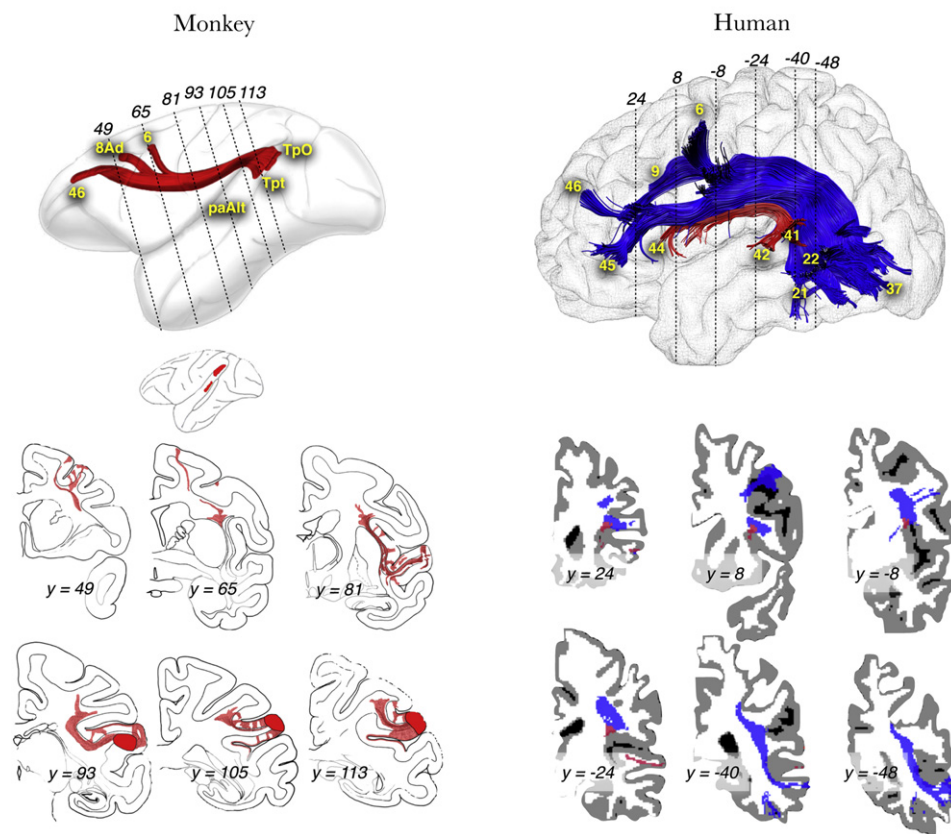 Monkey
Human
49
65
81
93
105
113
8Ad
6
46
TpO
Tpt
paAlt
24
8
-8
-24
-40
-48
6
9
46
45
44
42
41
22
21
37
y = 49
y = 65
y = 81
y = 93
y = 105
y = 113
y = 24
y = 8
y = -8
y = -24
y = -40
y = -48